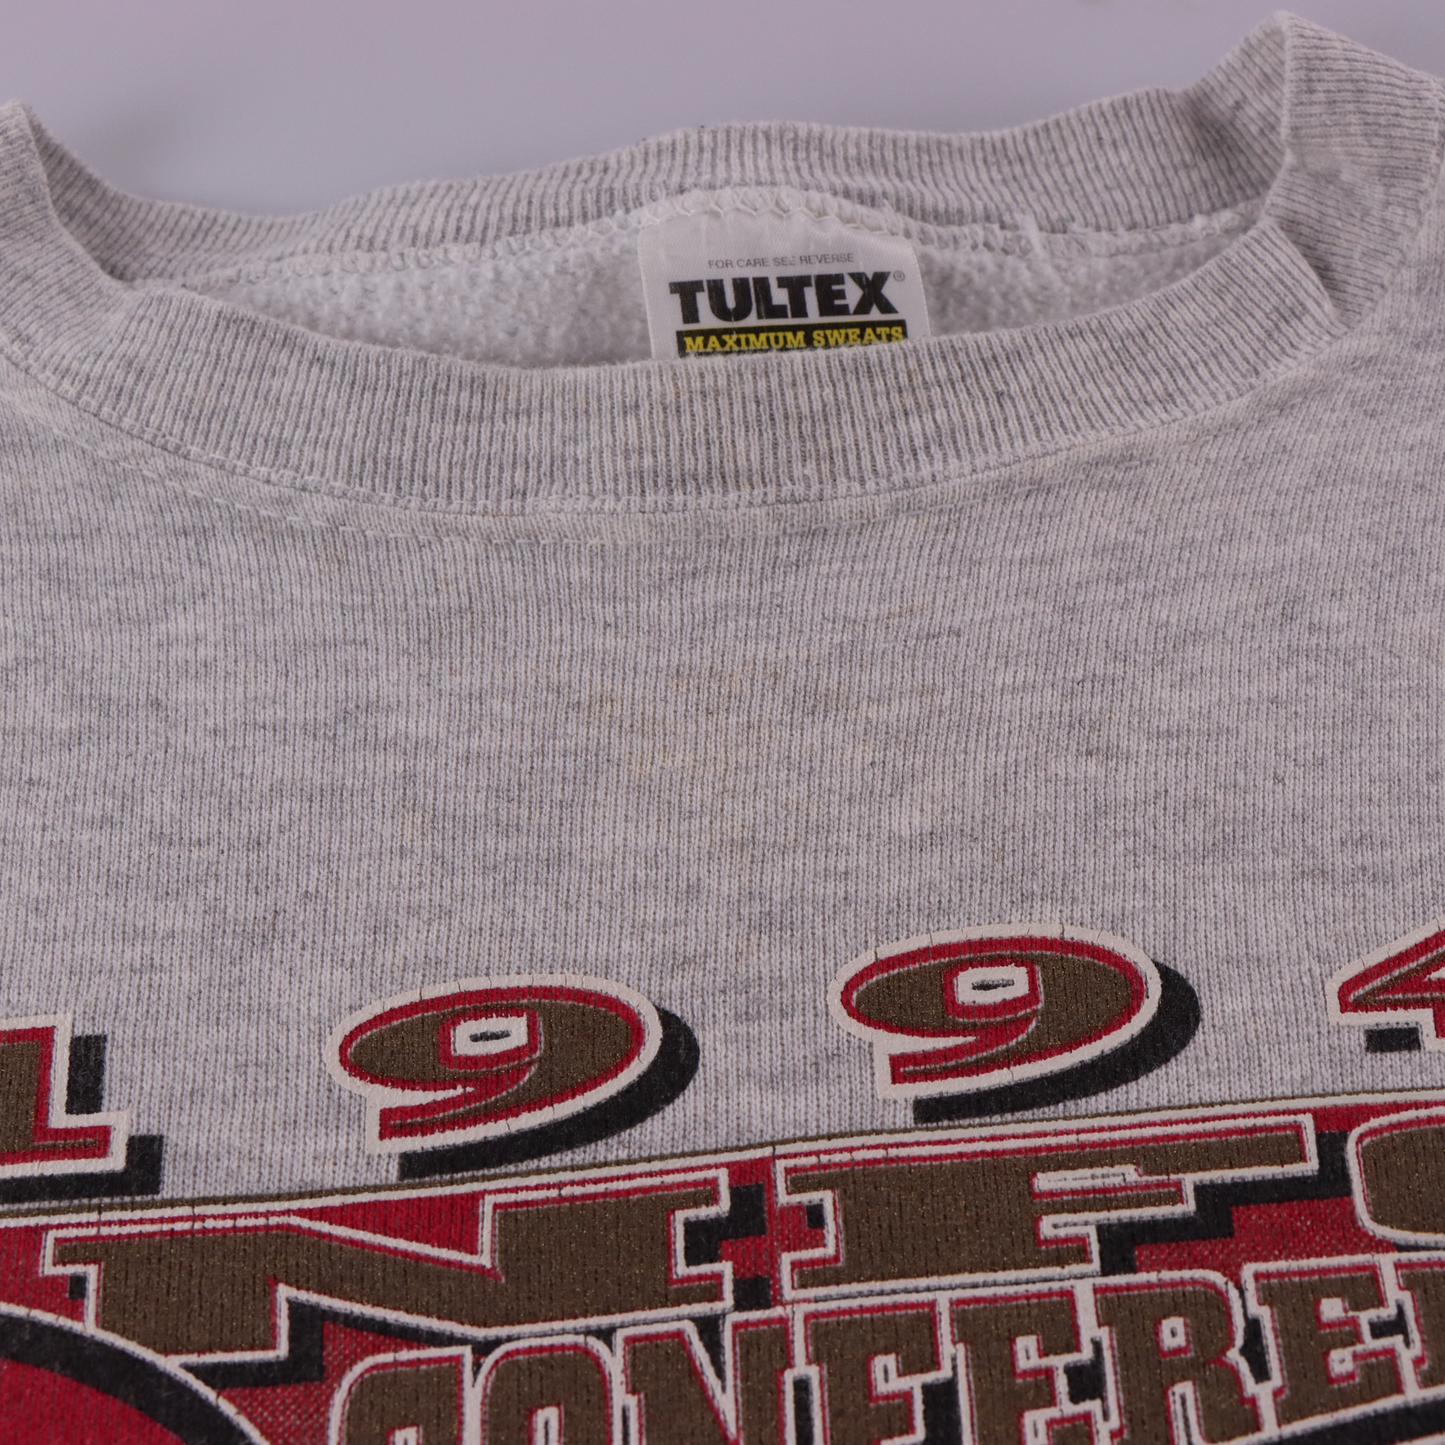 FOR CARE SEE REVERSE
TULTEX®
MAXIMUM SWEATS
1994
NFC
CONFERE